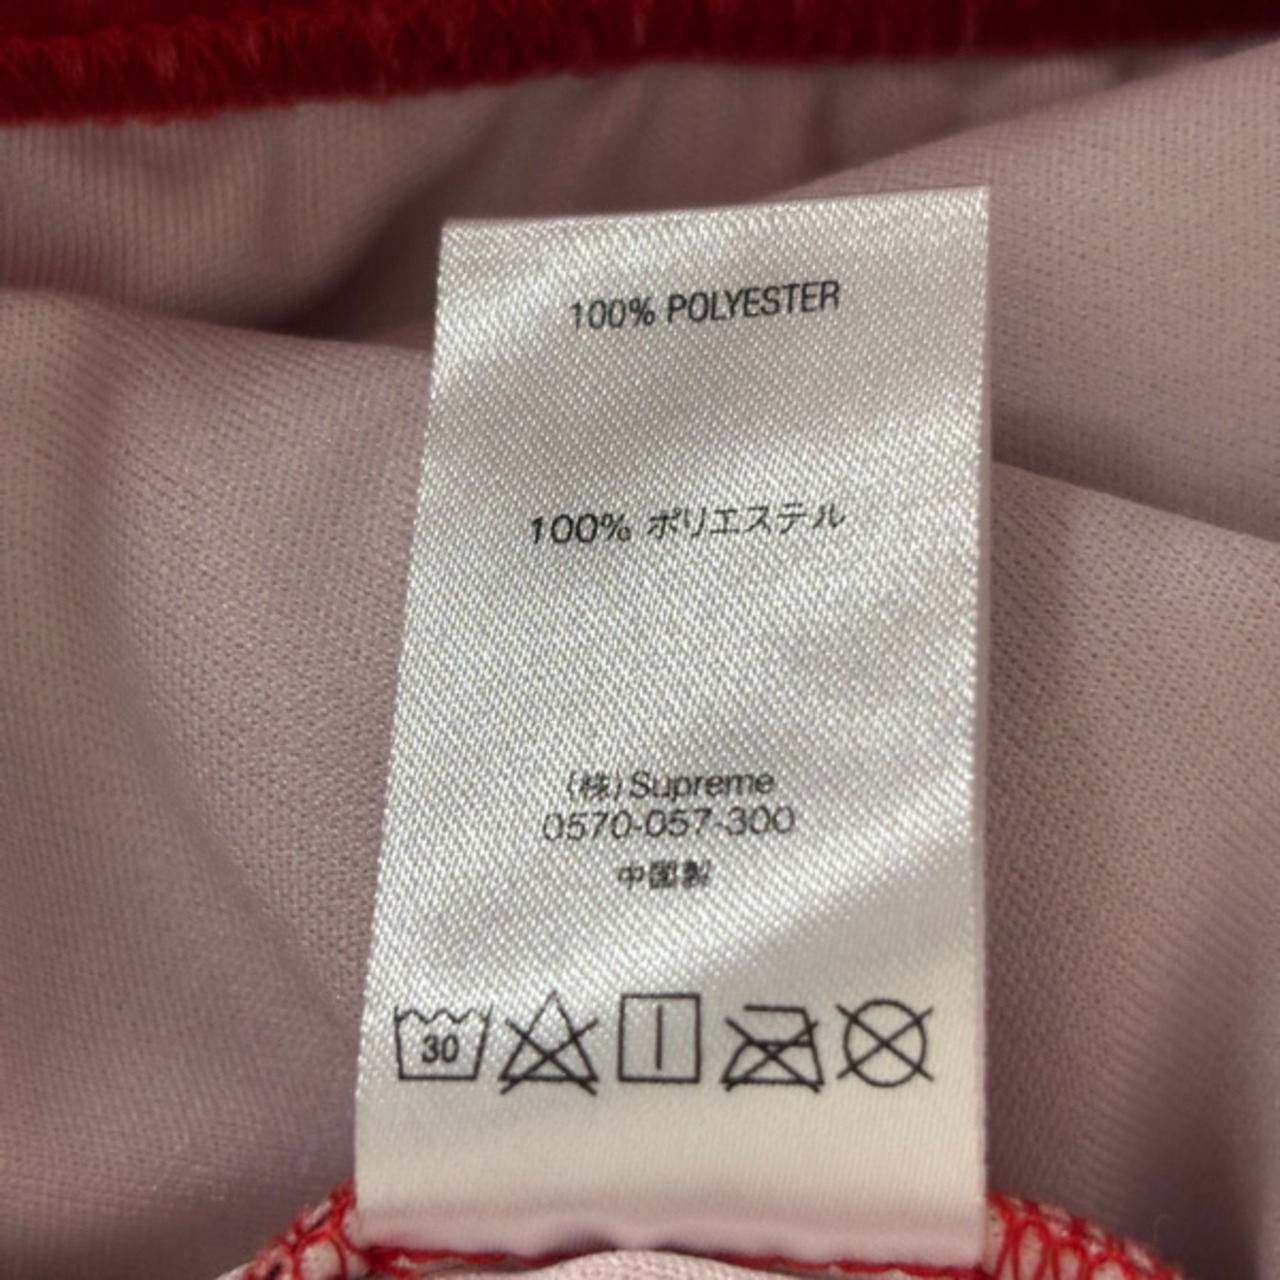 100% POLYESTER
100% ポリエステル
(株) Supreme
0570-057-300
中国製
30